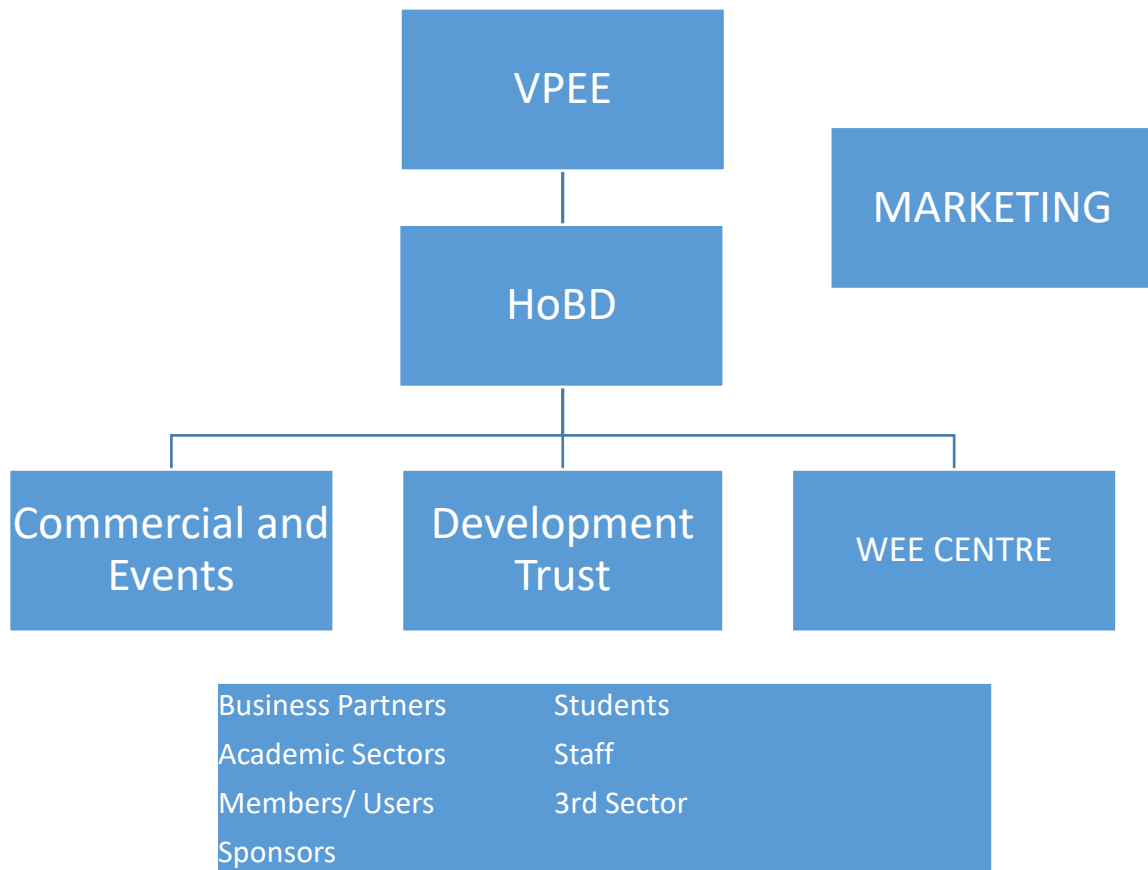 VPEE
MARKETING
HoBD
Commercial and
Events
Development
Trust
WEE CENTRE
Business Partners
Students
Academic Sectors
Staff
Members/ Users
3rd Sector
Sponsors